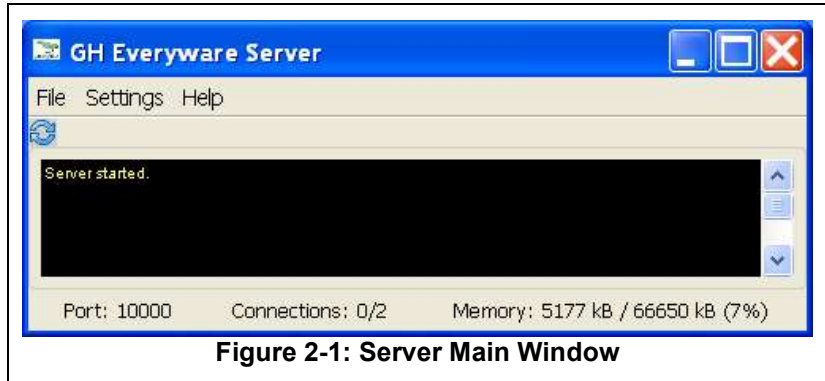 GH Everyware Server
File Settings Help
Server started.
Port: 10000 Connections: 0/2 Memory: 5177 kB / 66650 kB (7%)
Figure 2-1: Server Main Window